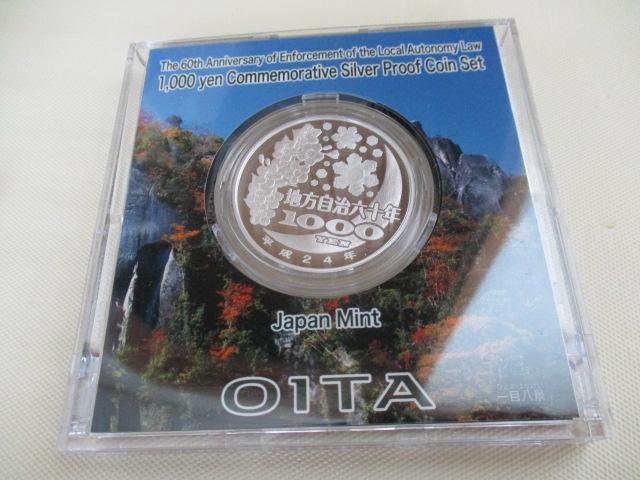 The 60th Anniversary of Enforcement of the Local Autonomy Law
1,000 yen Commemorative Silver Proof Coin Set
地方自治六十年
1000
YEN
平成24年
Japan Mint
OITA
一目八景